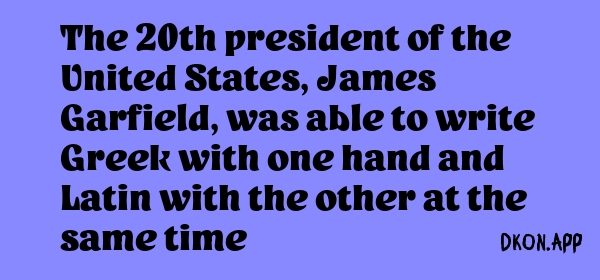 The 20th president of the
United States, James
Garfield, was able to write
Greek with one hand and
Latin with the other at the
same time
DKON.APP